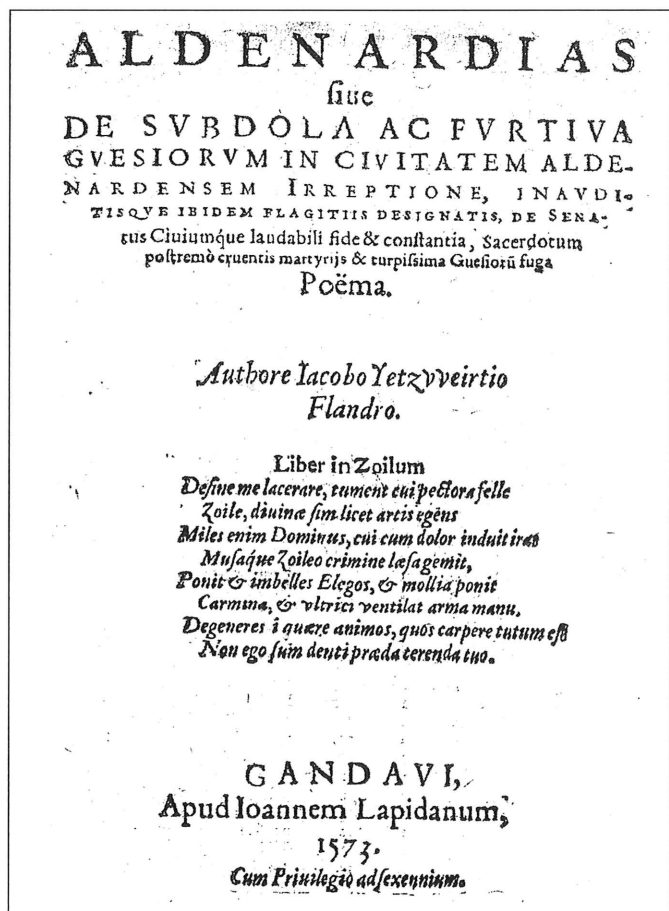 ALDENARDIAS
ſiue
DE SVBDOLA AC FVRTIVA
GVESIORVM IN CIVITATEM ALDE-
NARDENSEM IRREPTIONE, INAVDI-
TISQVE IBIDEM FLAGITIIS DESIGNATIS, DE SENA-
tus Ciuiumque laudabili fide & conſtantia, Sacerdotum
poſtremò cruentis martyrijs & turpiſsima Gueſiorū fuga
Poëma.
Authore Iacobo Yetzvveirtio
Flandro.
Liber in Zoilum
Deſine me lacerare, tument cui pectora felle
Zoile, diuinæ ſim licet artis egens
Miles enim Dominus, cui cum dolor induit iras
Muſaque Zoileo crimine læſa gemit,
Ponit & imbelles Elegos, & mollia ponit
Carmina, & vltrici ventilat arma manu.
Degeneres i quære animos, quos carpere tutum eſt
Non ego ſum denti præda terenda tuo.
GANDAVI,
Apud Ioannem Lapidanum,
1573.
Cum Priuilegio ad ſexennium.